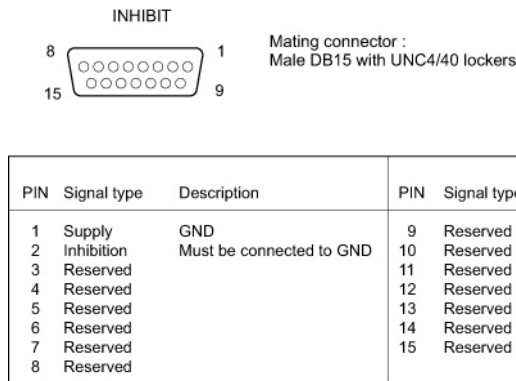 INHIBIT
8 1
15 9
Mating connector :
Male DB15 with UNC4/40 lockers
PIN Signal type Description PIN Signal type
1 Supply GND 9 Reserved
2 Inhibition Must be connected to GND 10 Reserved
3 Reserved 11 Reserved
4 Reserved 12 Reserved
5 Reserved 13 Reserved
6 Reserved 14 Reserved
7 Reserved 15 Reserved
8 Reserved